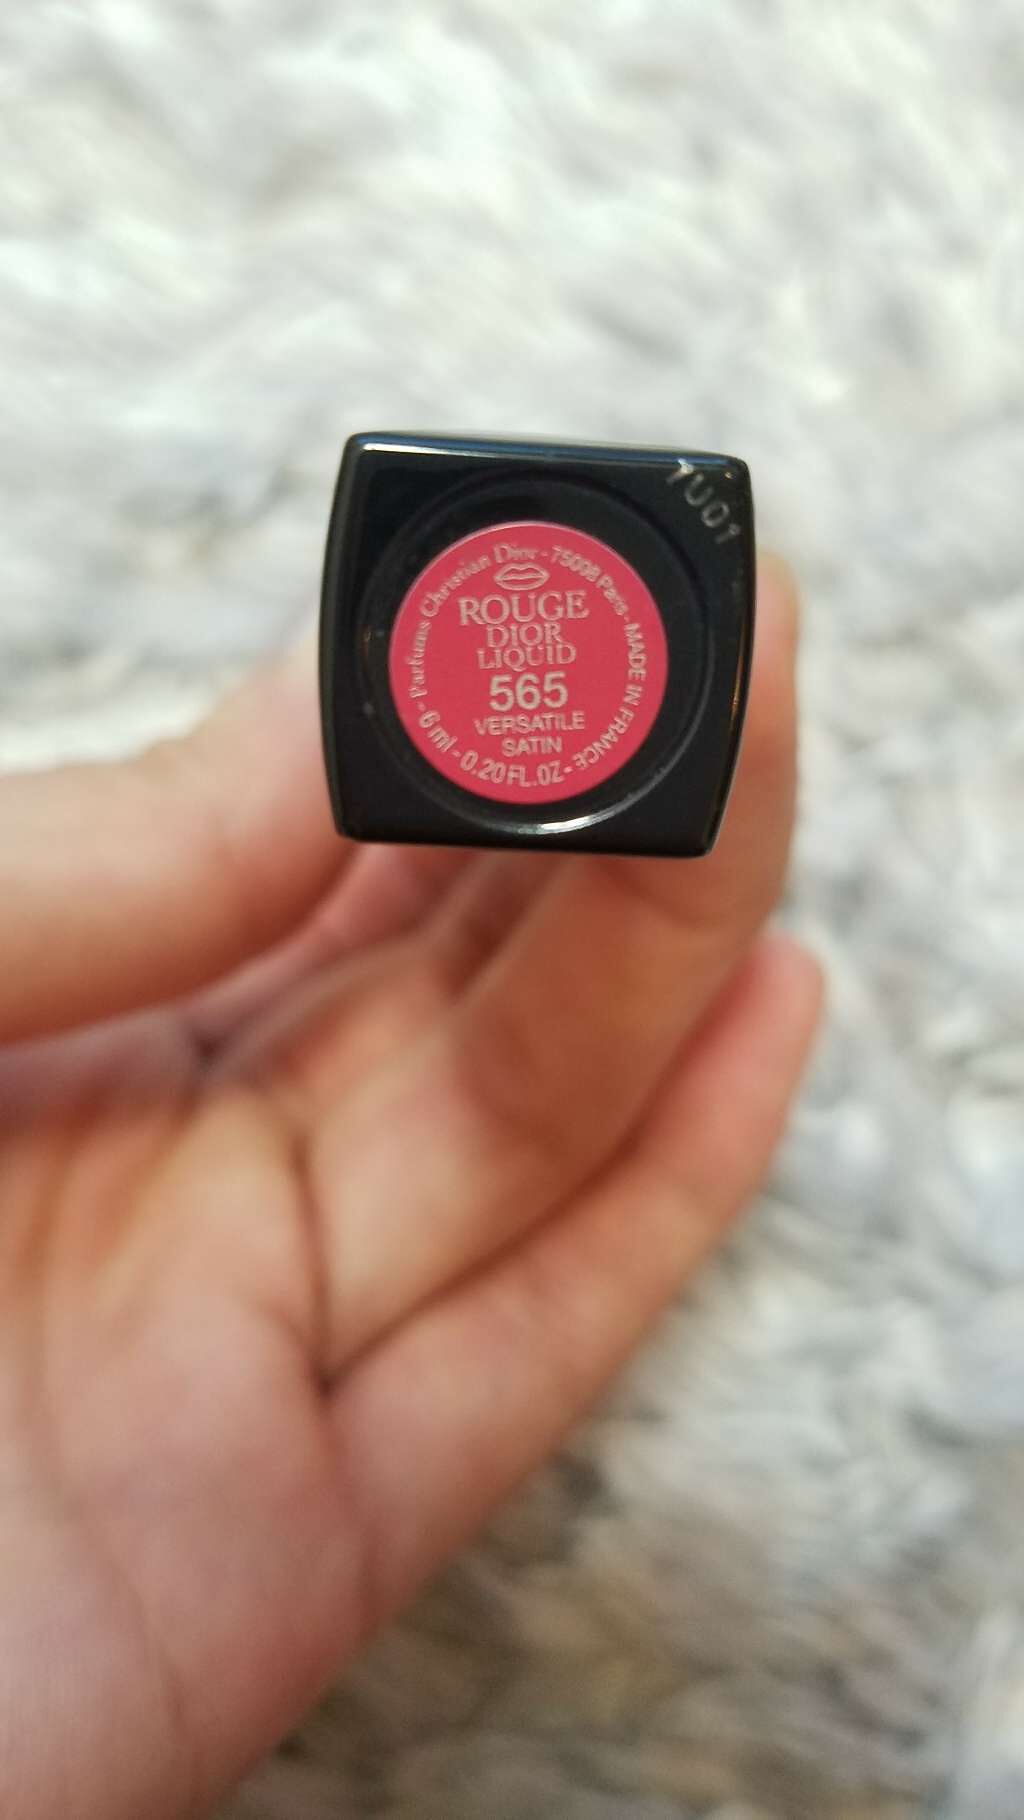 7U01
Parfums Christian Dior - 75008 Paris - MADE IN FRANCE - 6 ml - 0.20 FL.OZ -
ROUGE
DIOR
LIQUID
565
VERSATILE
SATIN